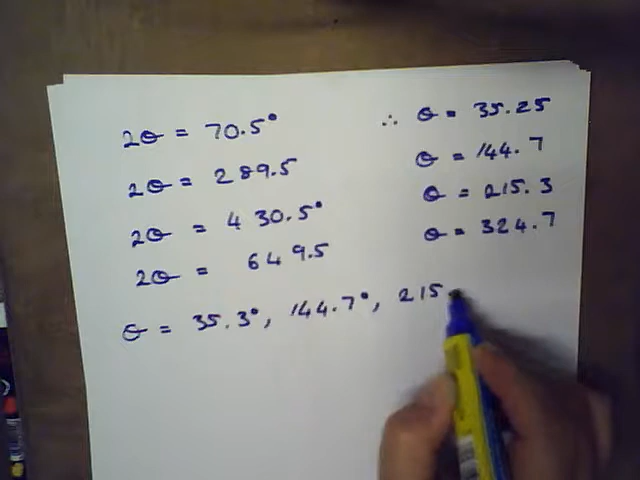 2θ = 70.5°
2θ = 289.5
2θ = 430.5°
2θ = 649.5
∴ θ = 35.25
θ = 144.7
θ = 215.3
θ = 324.7
θ = 35.3°, 144.7°, 215.